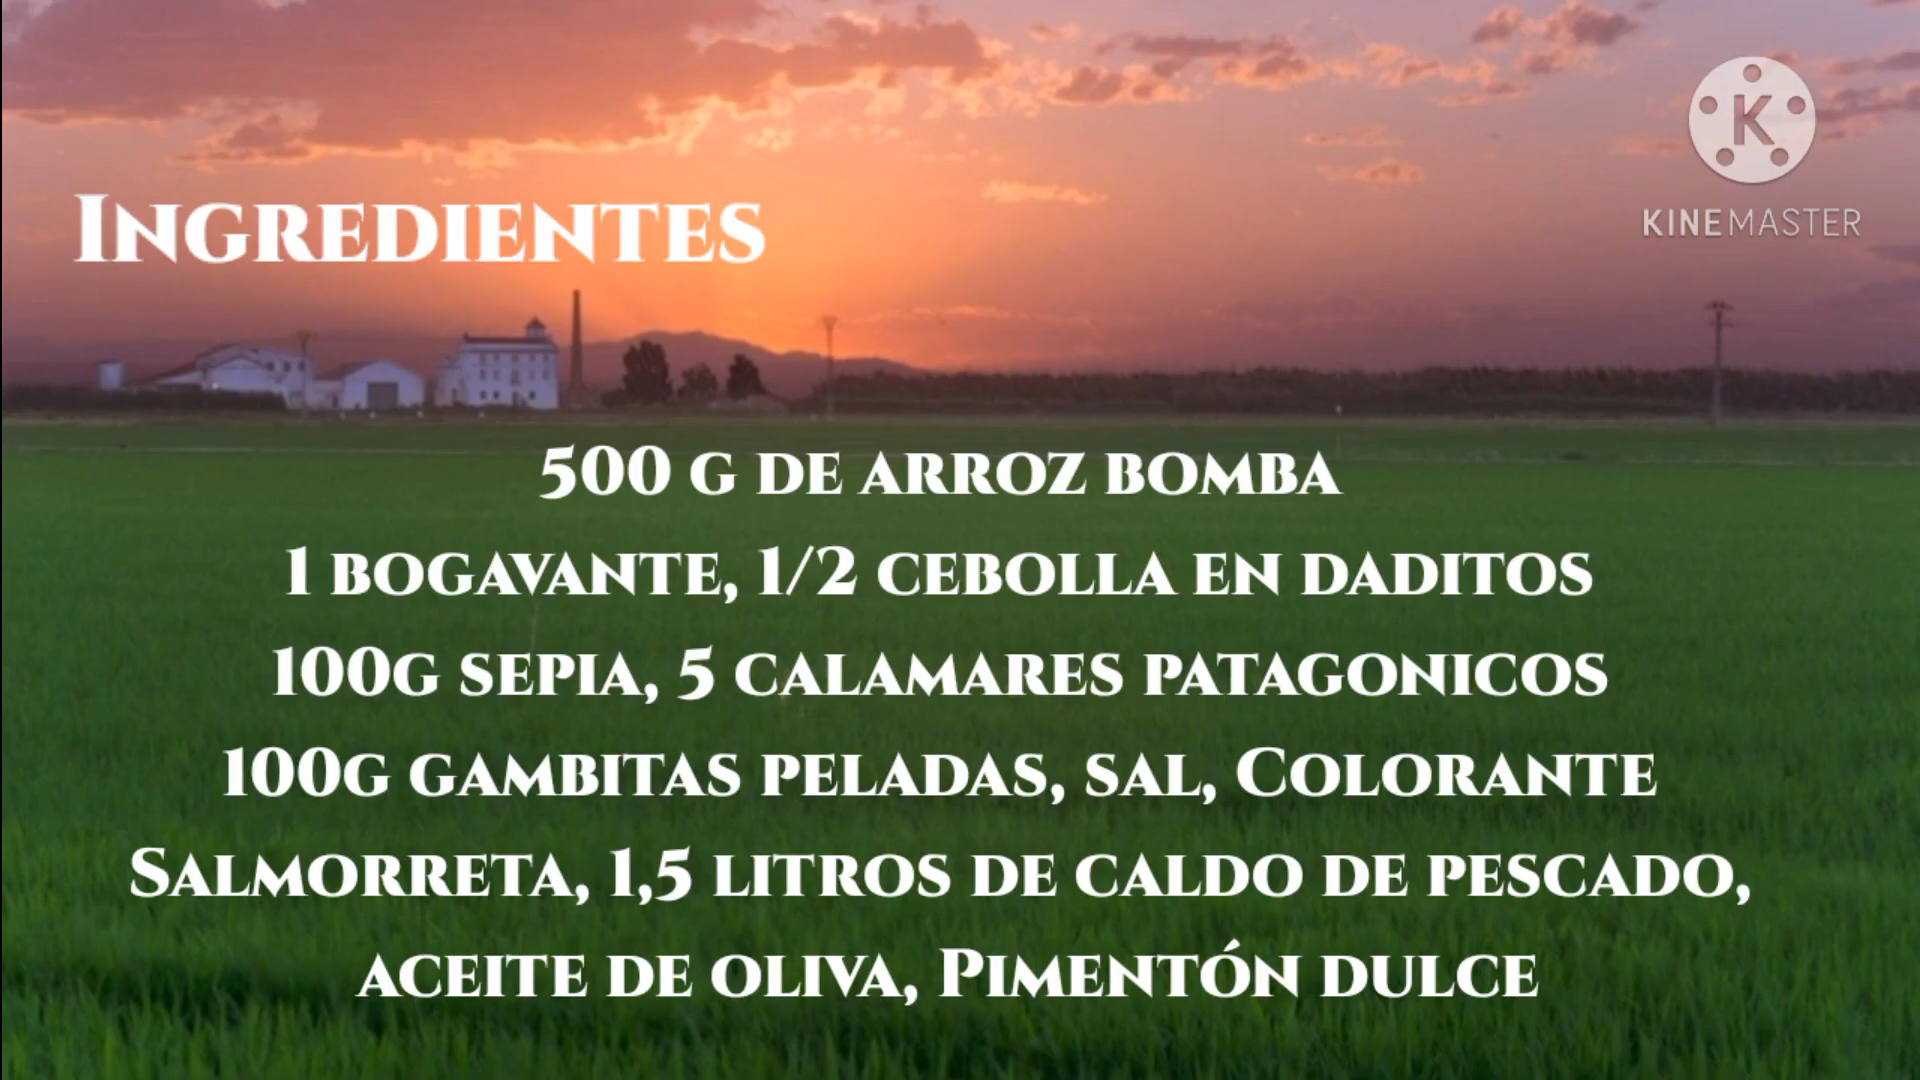 K
KINEMASTER
INGREDIENTES
500 G DE ARROZ BOMBA
1 BOGAVANTE, 1/2 CEBOLLA EN DADITOS
100G SEPIA, 5 CALAMARES PATAGONICOS
100G GAMBITAS PELADAS, SAL, COLORANTE
SALMORRETA, 1,5 LITROS DE CALDO DE PESCADO,
ACEITE DE OLIVA, PIMENTÓN DULCE